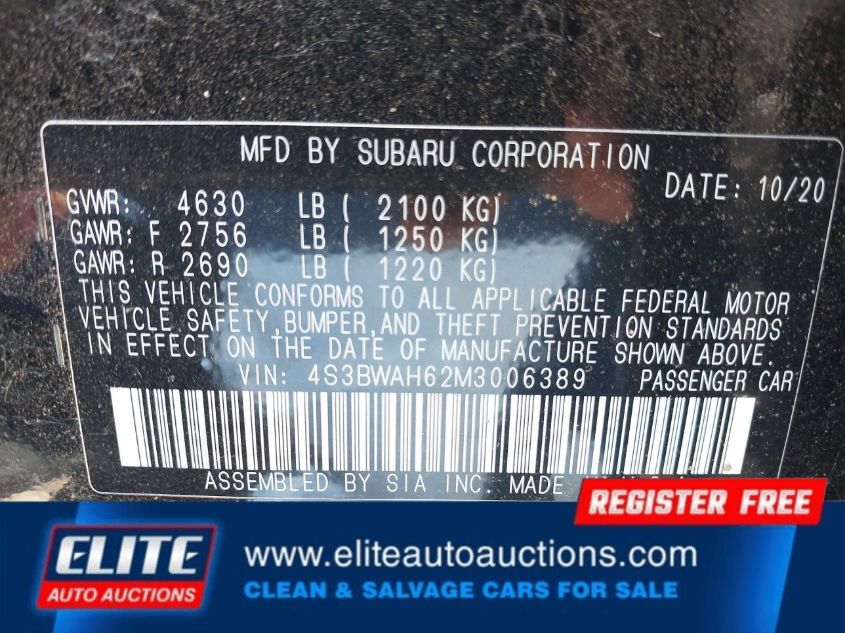 MFD BY SUBARU CORPORATION
DATE: 10/20
GVWR: 4630 LB ( 2100 KG)
GAWR: F 2756 LB ( 1250 KG)
GAWR: R 2690 LB ( 1220 KG)
THIS VEHICLE CONFORMS TO ALL APPLICABLE FEDERAL MOTOR
VEHICLE SAFETY,BUMPER,AND THEFT PREVENTION STANDARDS
IN EFFECT ON THE DATE OF MANUFACTURE SHOWN ABOVE.
VIN: 4S3BWAH62M3006389 PASSENGER CAR
ASSEMBLED BY SIA INC. MADE
REGISTER FREE
ELITE
AUTO AUCTIONS
www.eliteautoauctions.com
CLEAN & SALVAGE CARS FOR SALE